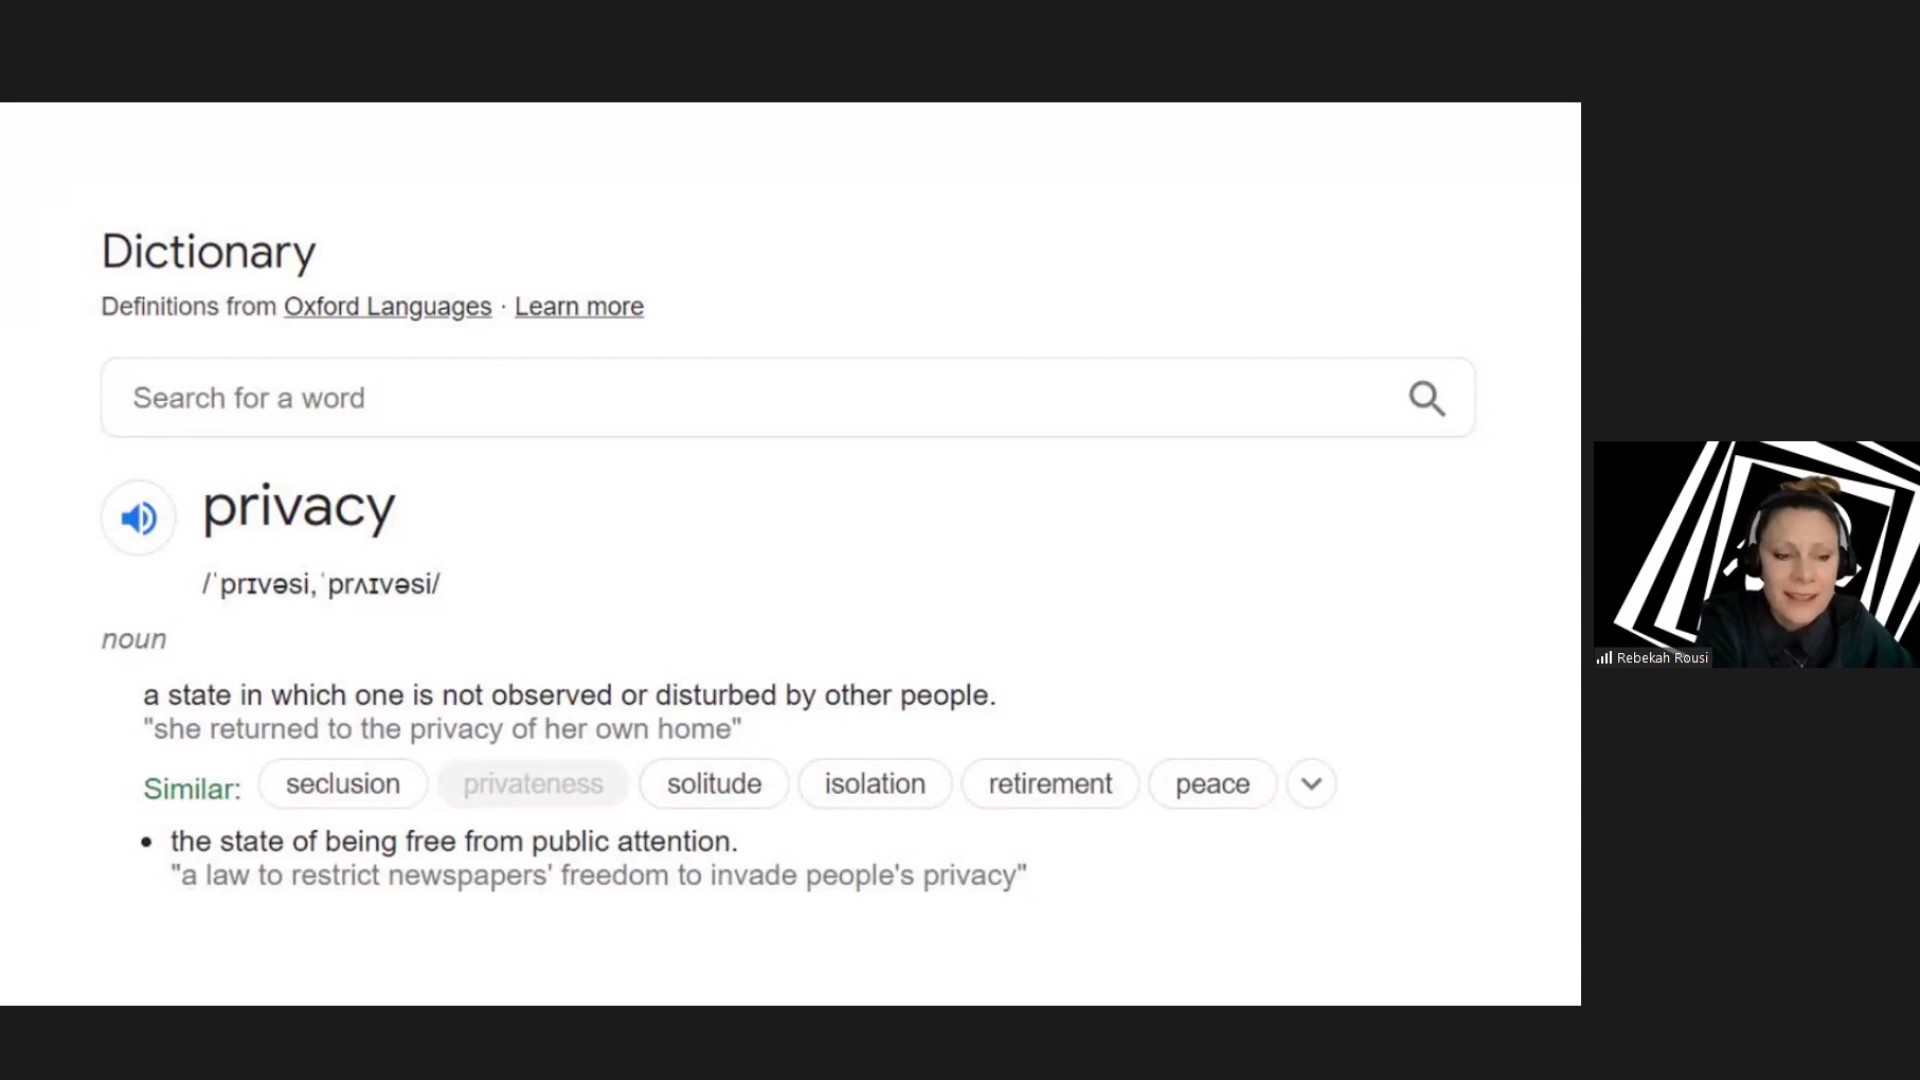 Dictionary
Definitions from Oxford Languages · Learn more
Search for a word
privacy
/ˈprɪvəsi,ˈprʌɪvəsi/
noun
a state in which one is not observed or disturbed by other people.
"she returned to the privacy of her own home"
Similar: seclusion privateness solitude isolation retirement peace
• the state of being free from public attention.
"a law to restrict newspapers' freedom to invade people's privacy"
Rebekah Rousi